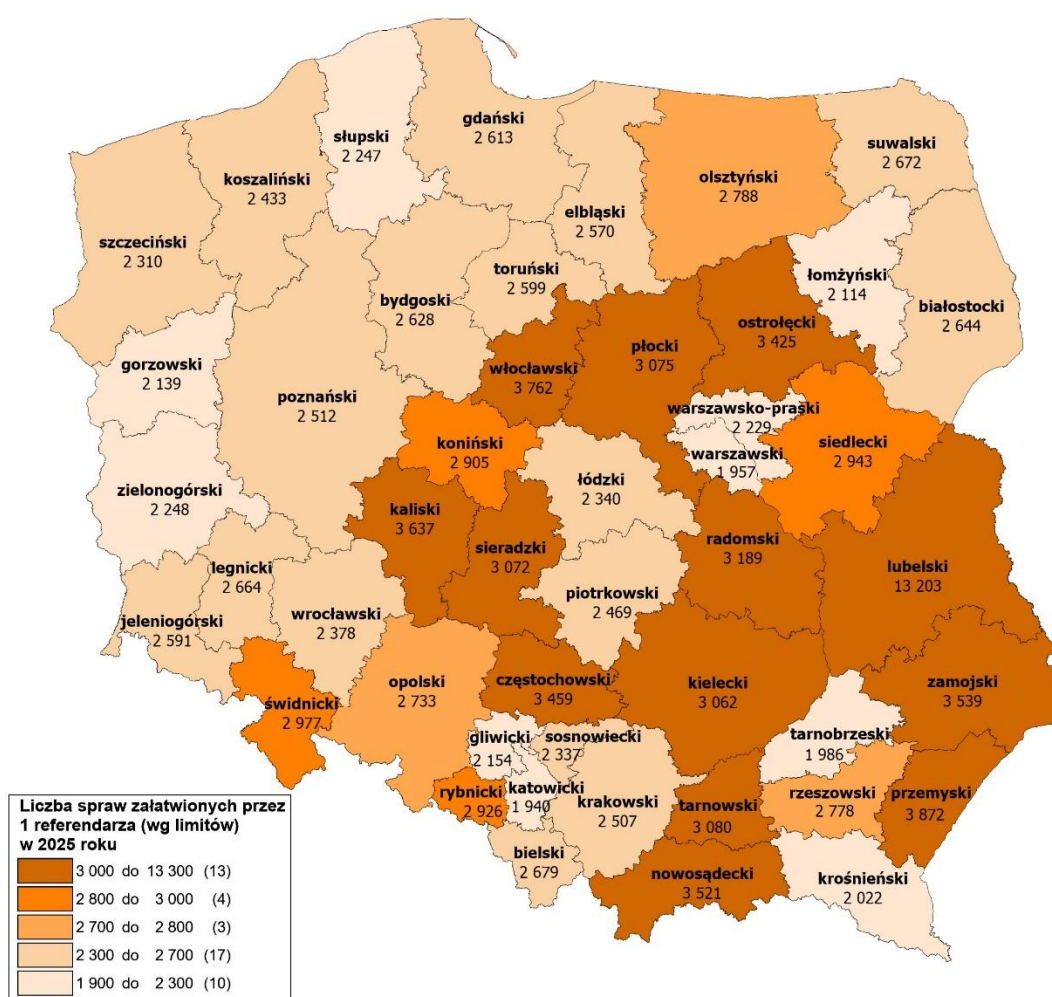 gdański
2 613
słupski
2 247
suwalski
2 672
koszaliński
2 433
olsztyński
2 788
elbląski
2 570
szczeciński
2 310
toruński
2 599
łomżyński
2 114
bydgoski
2 628
białostocki
2 644
ostrołęcki
3 425
płocki
3 075
gorzowski
2 139
włocławski
3 762
warszawsko-praski
2 229
poznański
2 512
koniński
2 905
siedlecki
2 943
warszawski
1 957
łódzki
2 340
zielonogórski
2 248
kaliski
3 637
radomski
3 189
sieradzki
3 072
lubelski
13 203
legnicki
2 664
piotrkowski
2 469
wrocławski
2 378
jeleniogórski
2 591
opolski
2 733
częstochowski
3 459
kielecki
3 062
zamojski
3 539
świdnicki
2 977
tarnobrzeski
1 986
gliwicki
2 154
sosnowiecki
2 337
rybnicki
2 926
katowicki
1 940
krakowski
2 507
tarnowski
3 080
rzeszowski
2 778
przemyski
3 872
bielski
2 679
nowosądecki
3 521
krośnieński
2 022
Liczba spraw załatwionych przez
1 referendarza (wg limitów)
w 2025 roku
3 000 do 13 300 (13)
2 800 do 3 000 (4)
2 700 do 2 800 (3)
2 300 do 2 700 (17)
1 900 do 2 300 (10)